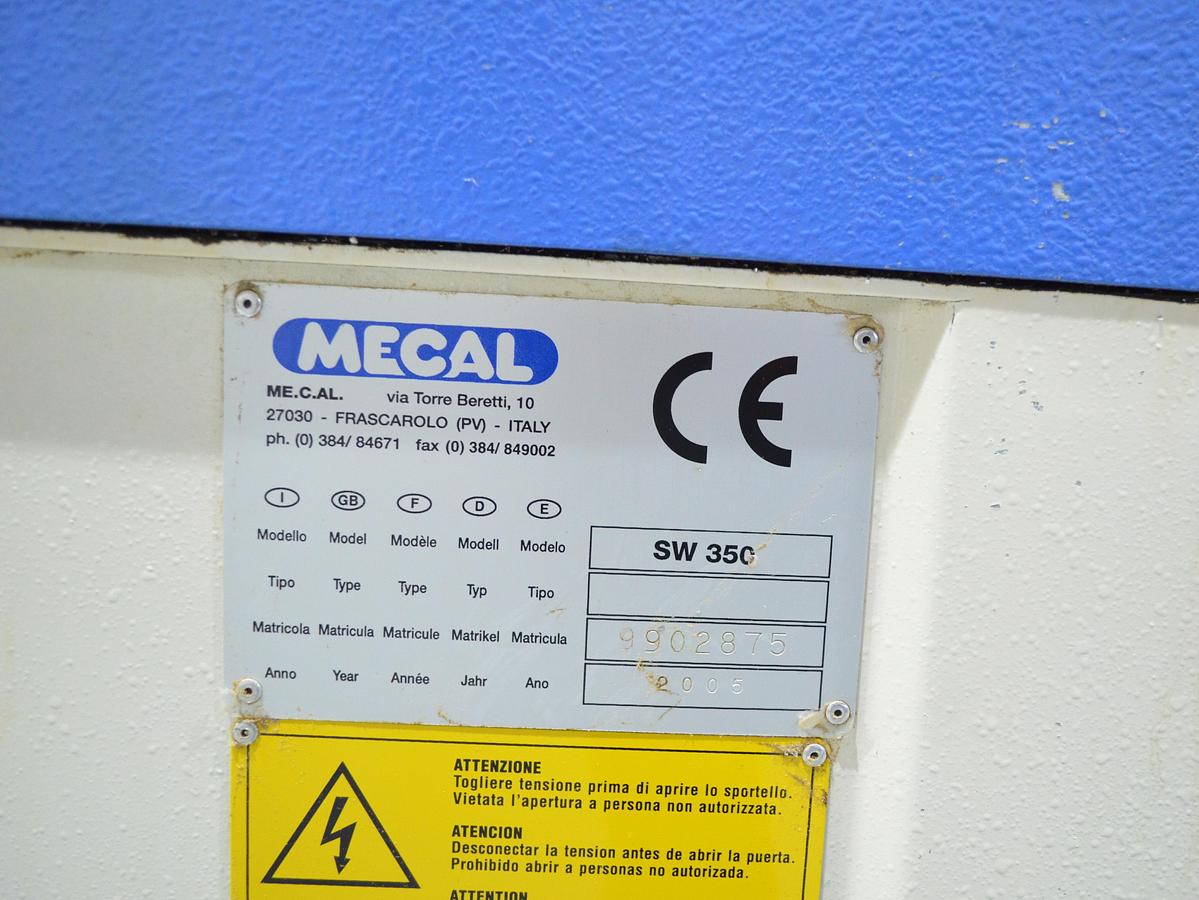 MECAL
ME.C.AL. via Torre Beretti, 10
27030 - FRASCAROLO (PV) - ITALY
ph. (0) 384/ 84671 fax (0) 384/ 849002
CE
I GB F D E
Modello Model Modèle Modell Modelo SW 350
Tipo Type Type Typ Tipo
Matricola Matricula Matricule Matrikel Matrìcula 9902875
Anno Year Année Jahr Ano 2005
ATTENZIONE
Togliere tensione prima di aprire lo sportello.
Vietata l'apertura a persona non autorizzata.
ATENCION
Desconectar la tension antes de abrir la puerta.
Prohibido abrir a personas no autorizada.
ATTENTION